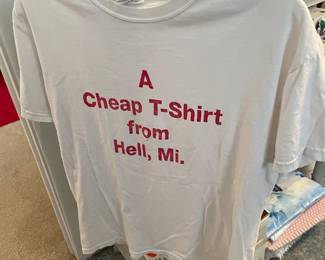 A
Cheap T-Shirt
from
Hell, Mi.